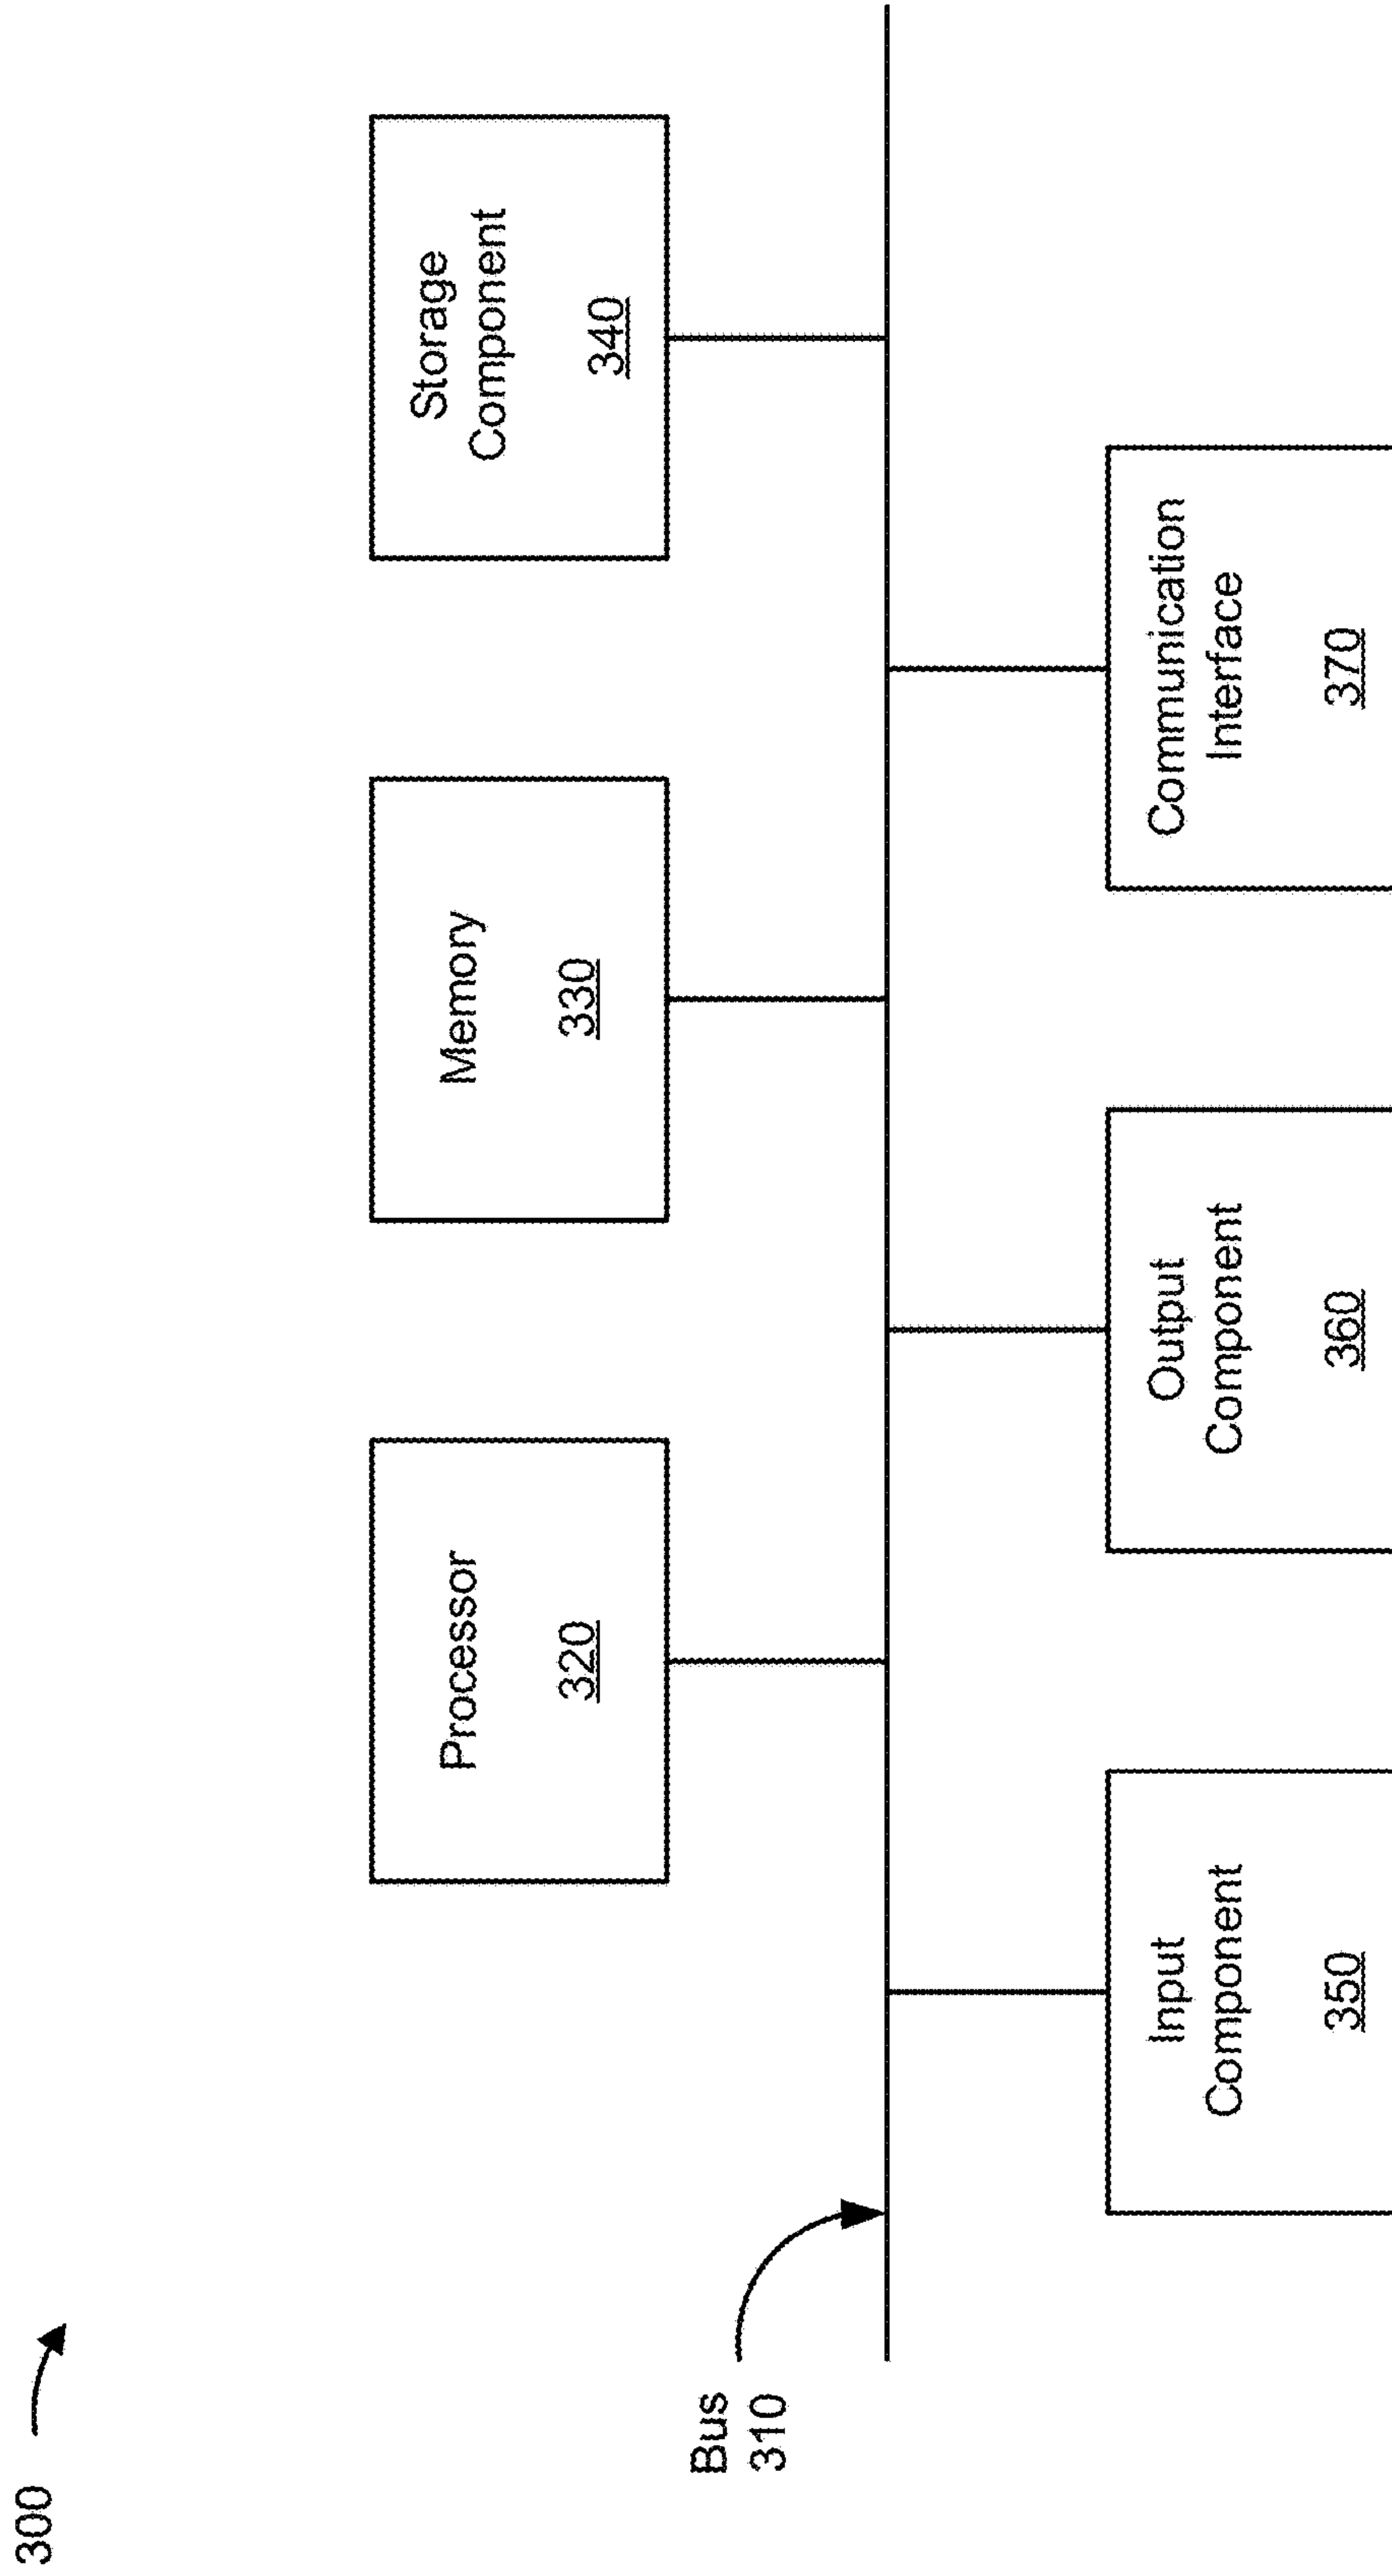 300
Bus
310
Processor
320
Memory
330
Storage
Component
340
Input
Component
350
Output
Component
360
Communication
Interface
370